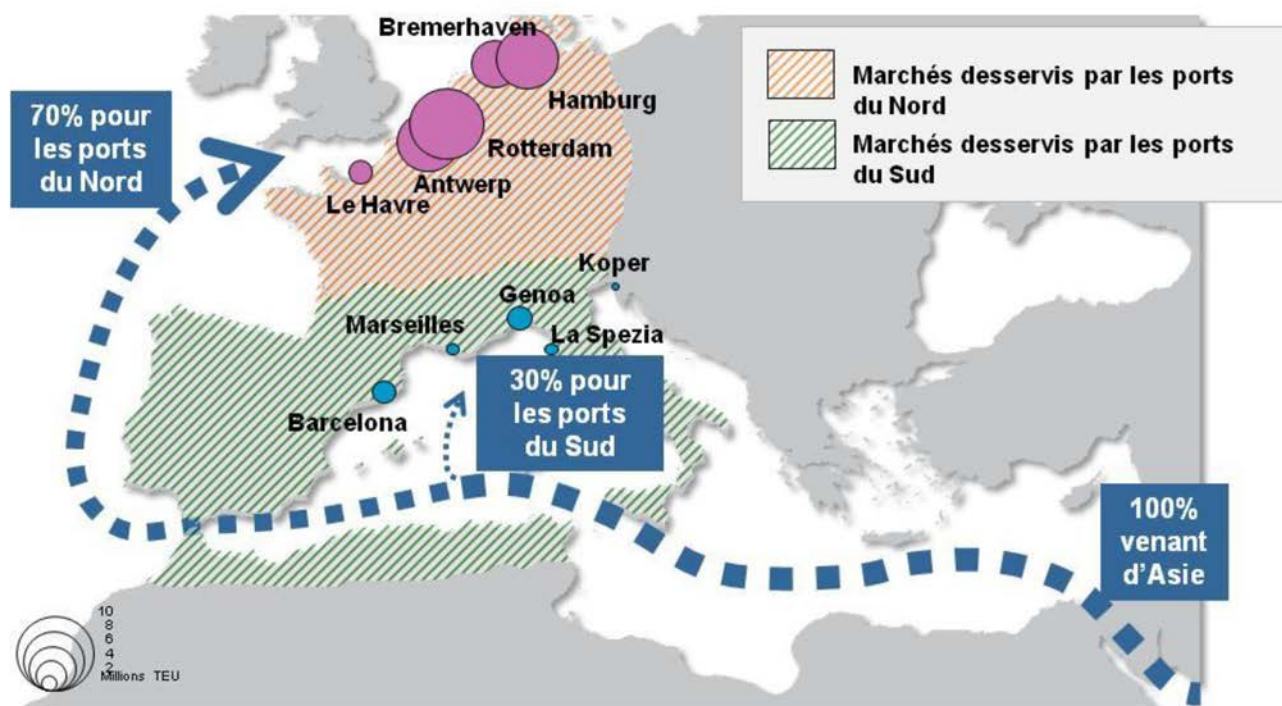 Bremerhaven
Hamburg
70% pour
les ports
du Nord
Rotterdam
Antwerp
Le Havre
Marchés desservis par les ports
du Nord
Marchés desservis par les ports
du Sud
Koper
Genoa
Marseilles
La Spezia
Barcelona
30% pour
les ports
du Sud
100%
venant
d'Asie
10
8
6
4
2
Millions TEU